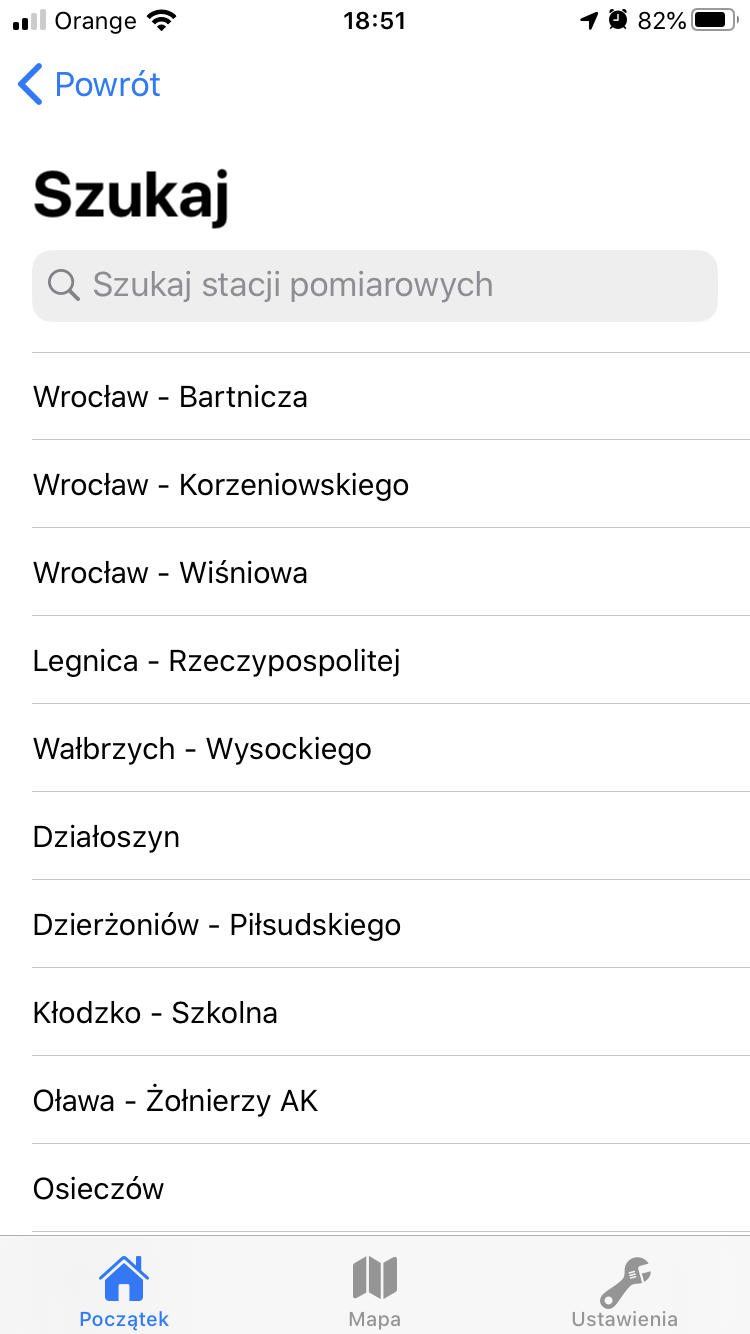 Orange 18:51 82%
Powrót
Szukaj
Szukaj stacji pomiarowych
Wrocław - Bartnicza
Wrocław - Korzeniowskiego
Wrocław - Wiśniowa
Legnica - Rzeczypospolitej
Wałbrzych - Wysockiego
Działoszyn
Dzierżoniów - Piłsudskiego
Kłodzko - Szkolna
Oława - Żołnierzy AK
Osieczów
Początek Mapa Ustawienia